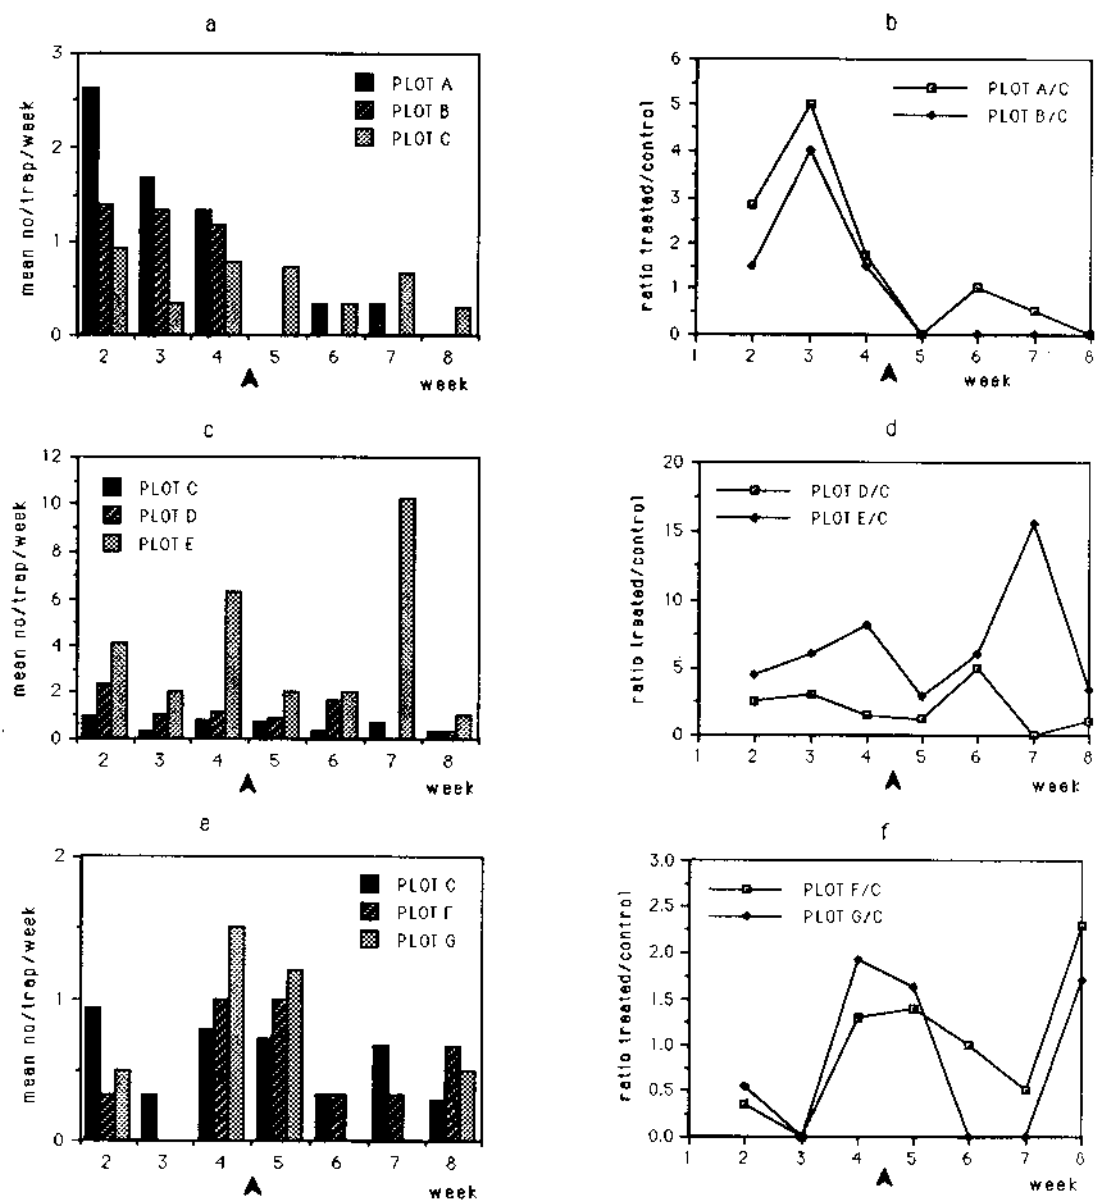 a
mean no/trap/week
3
2
1
0
PLOT A
PLOT B
PLOT C
2 3 4 5 6 7 8
week
b
ratio treated/control
6
5
4
3
2
1
0
PLOT A/C
PLOT B/C
1 2 3 4 5 6 7 8
week
c
mean no/trap/week
12
10
8
6
4
2
0
PLOT C
PLOT D
PLOT E
2 3 4 5 6 7 8
week
d
ratio treated/control
20
15
10
5
0
PLOT D/C
PLOT E/C
1 2 3 4 5 6 7 8
week
e
mean no/trap/week
2
1
0
PLOT C
PLOT F
PLOT G
2 3 4 5 6 7 8
week
f
ratio treated/control
3.0
2.5
2.0
1.5
1.0
0.5
0.0
PLOT F/C
PLOT G/C
1 2 3 4 5 6 7 8
week